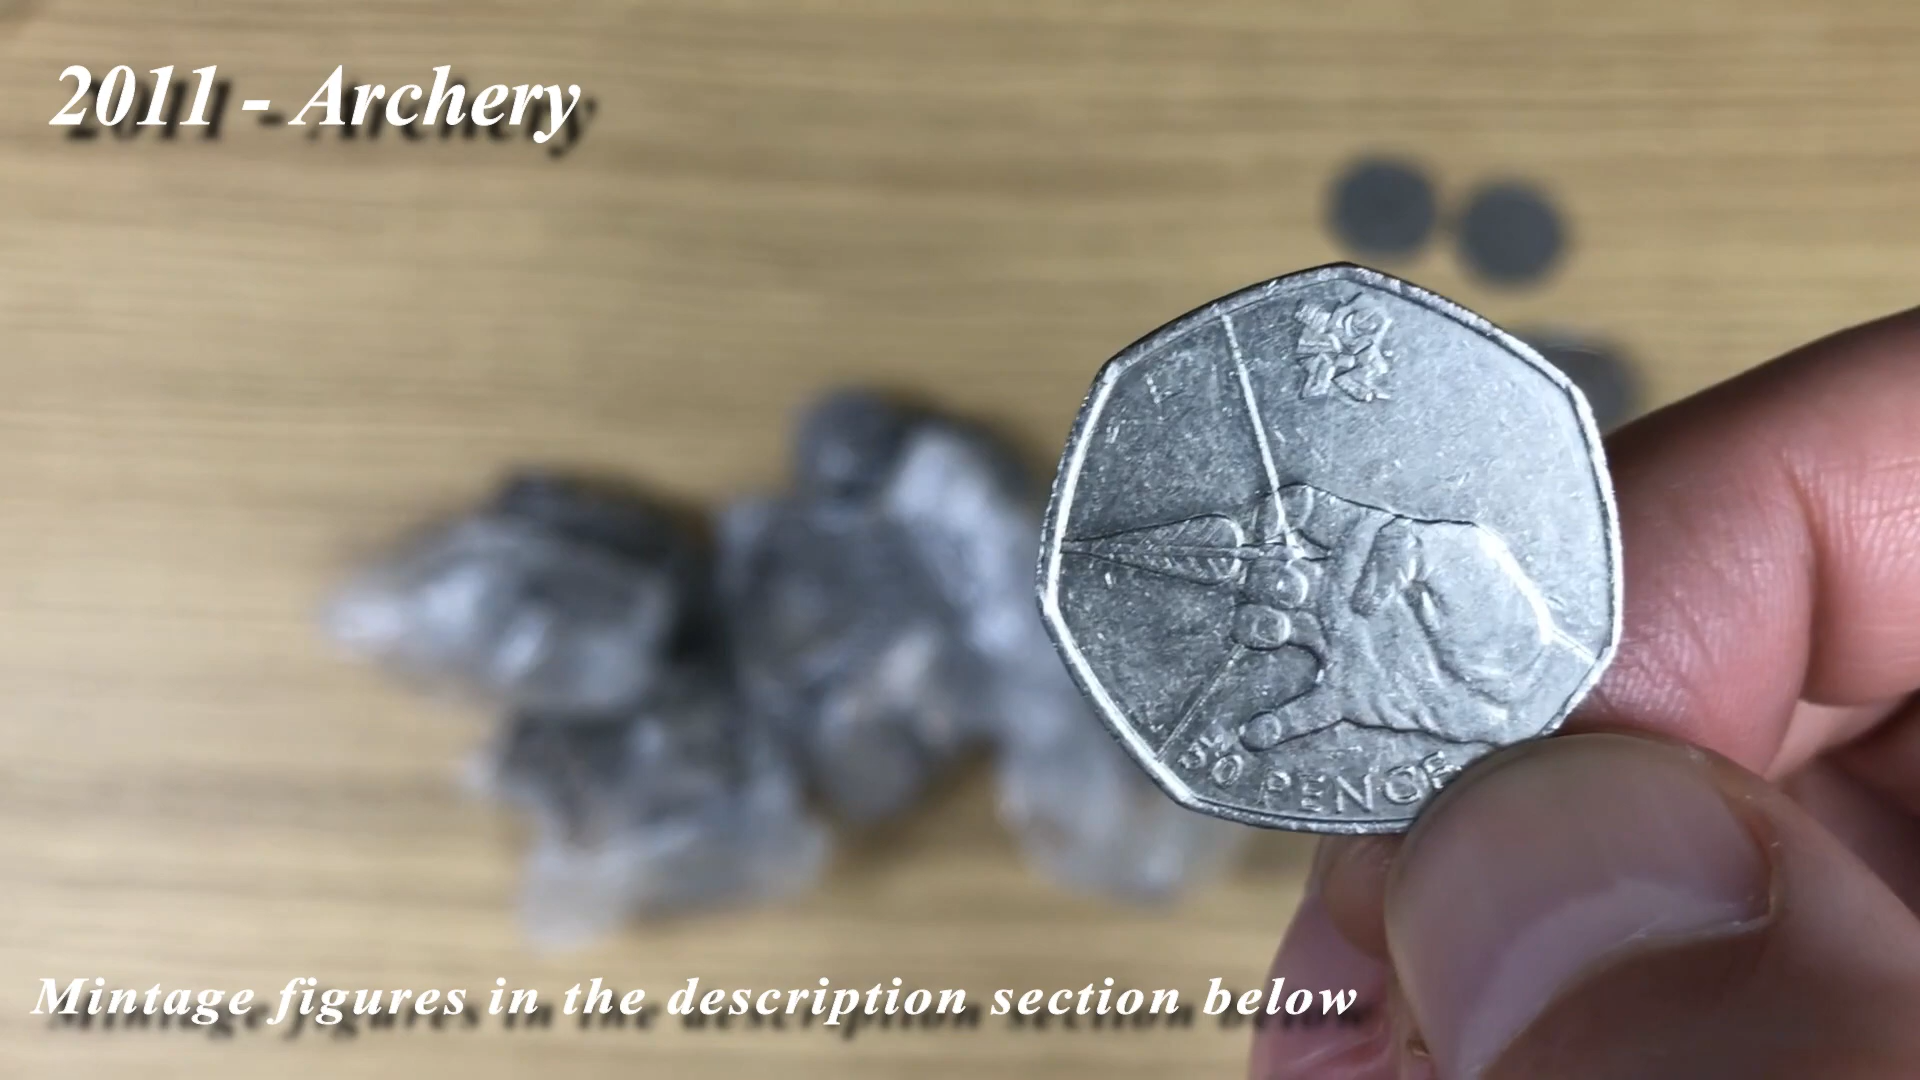 2011 - Archery
50 PENCE
Mintage figures in the description section below